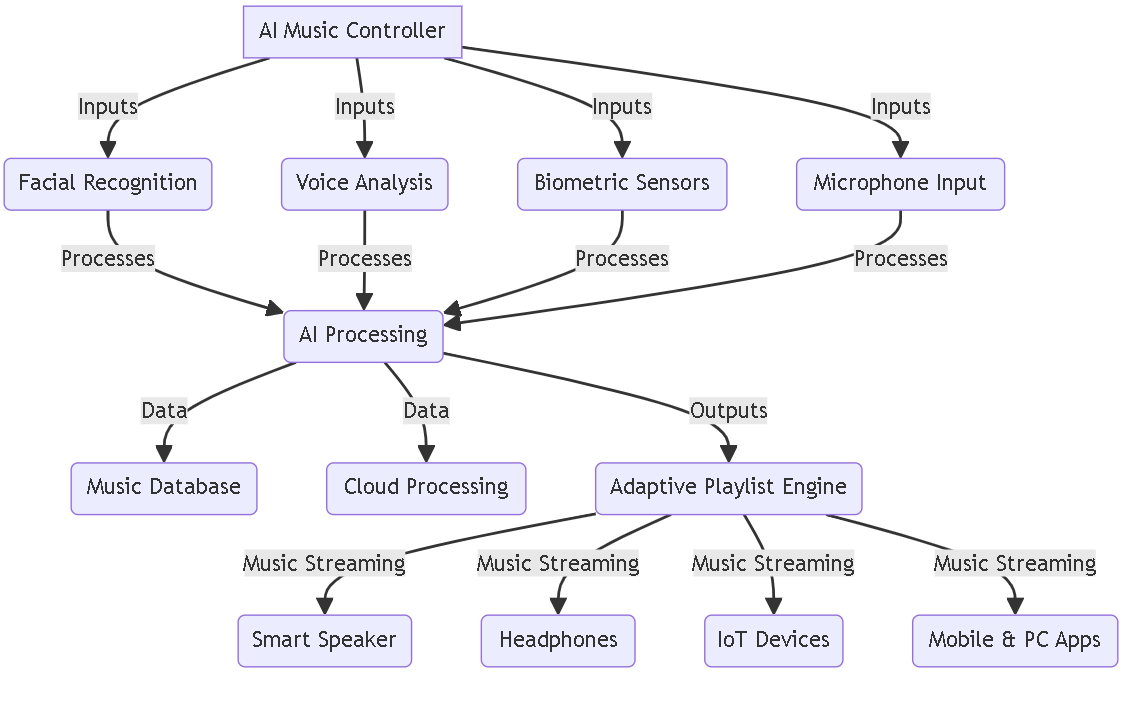 AI Music Controller
Inputs
Inputs
Inputs
Inputs
Facial Recognition
Voice Analysis
Biometric Sensors
Microphone Input
Processes
Processes
Processes
Processes
AI Processing
Data
Data
Outputs
Music Database
Cloud Processing
Adaptive Playlist Engine
Music Streaming
Music Streaming
Music Streaming
Music Streaming
Smart Speaker
Headphones
IoT Devices
Mobile & PC Apps